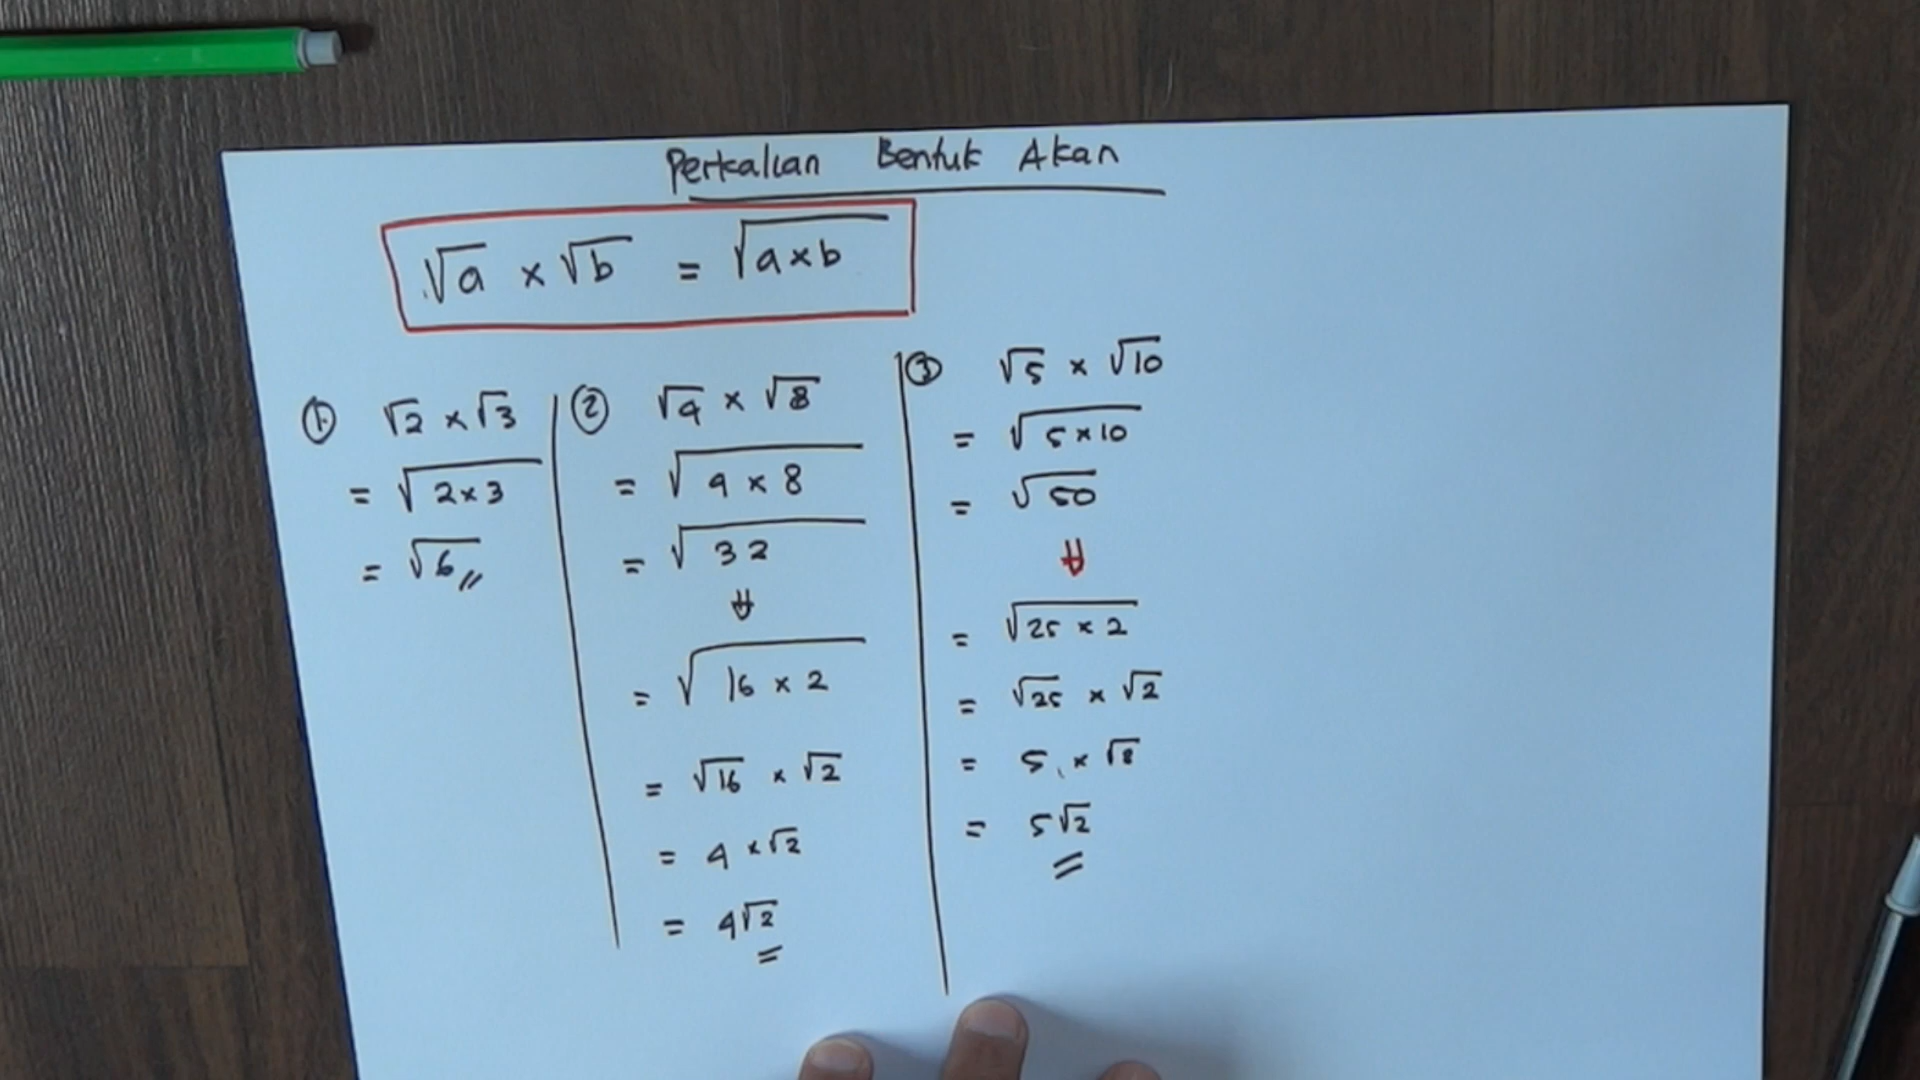 Perkalian Bentuk Akan
√a × √b = √a×b
① √2 × √3
= √2×3
= √6 //
② √4 × √8
= √4 × 8
= √32
⇓
= √16 × 2
= √16 × √2
= 4 × √2
= 4√2
③ √5 × √10
= √5×10
= √50
⇓
= √25 × 2
= √25 × √2
= 5 × √2
= 5√2